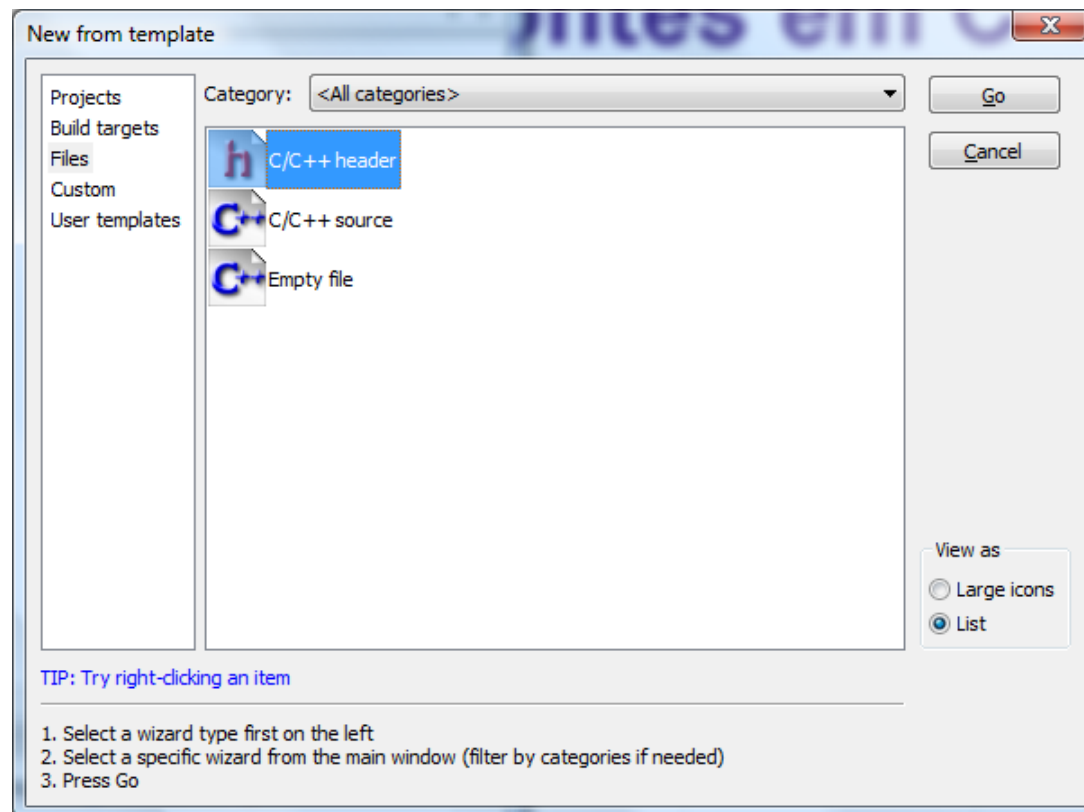 New from template
Projects
Build targets
Files
Custom
User templates
Category: <All categories>
C/C++ header
C/C++ source
Empty file
Go
Cancel
View as
Large icons
List
TIP: Try right-clicking an item
1. Select a wizard type first on the left
2. Select a specific wizard from the main window (filter by categories if needed)
3. Press Go